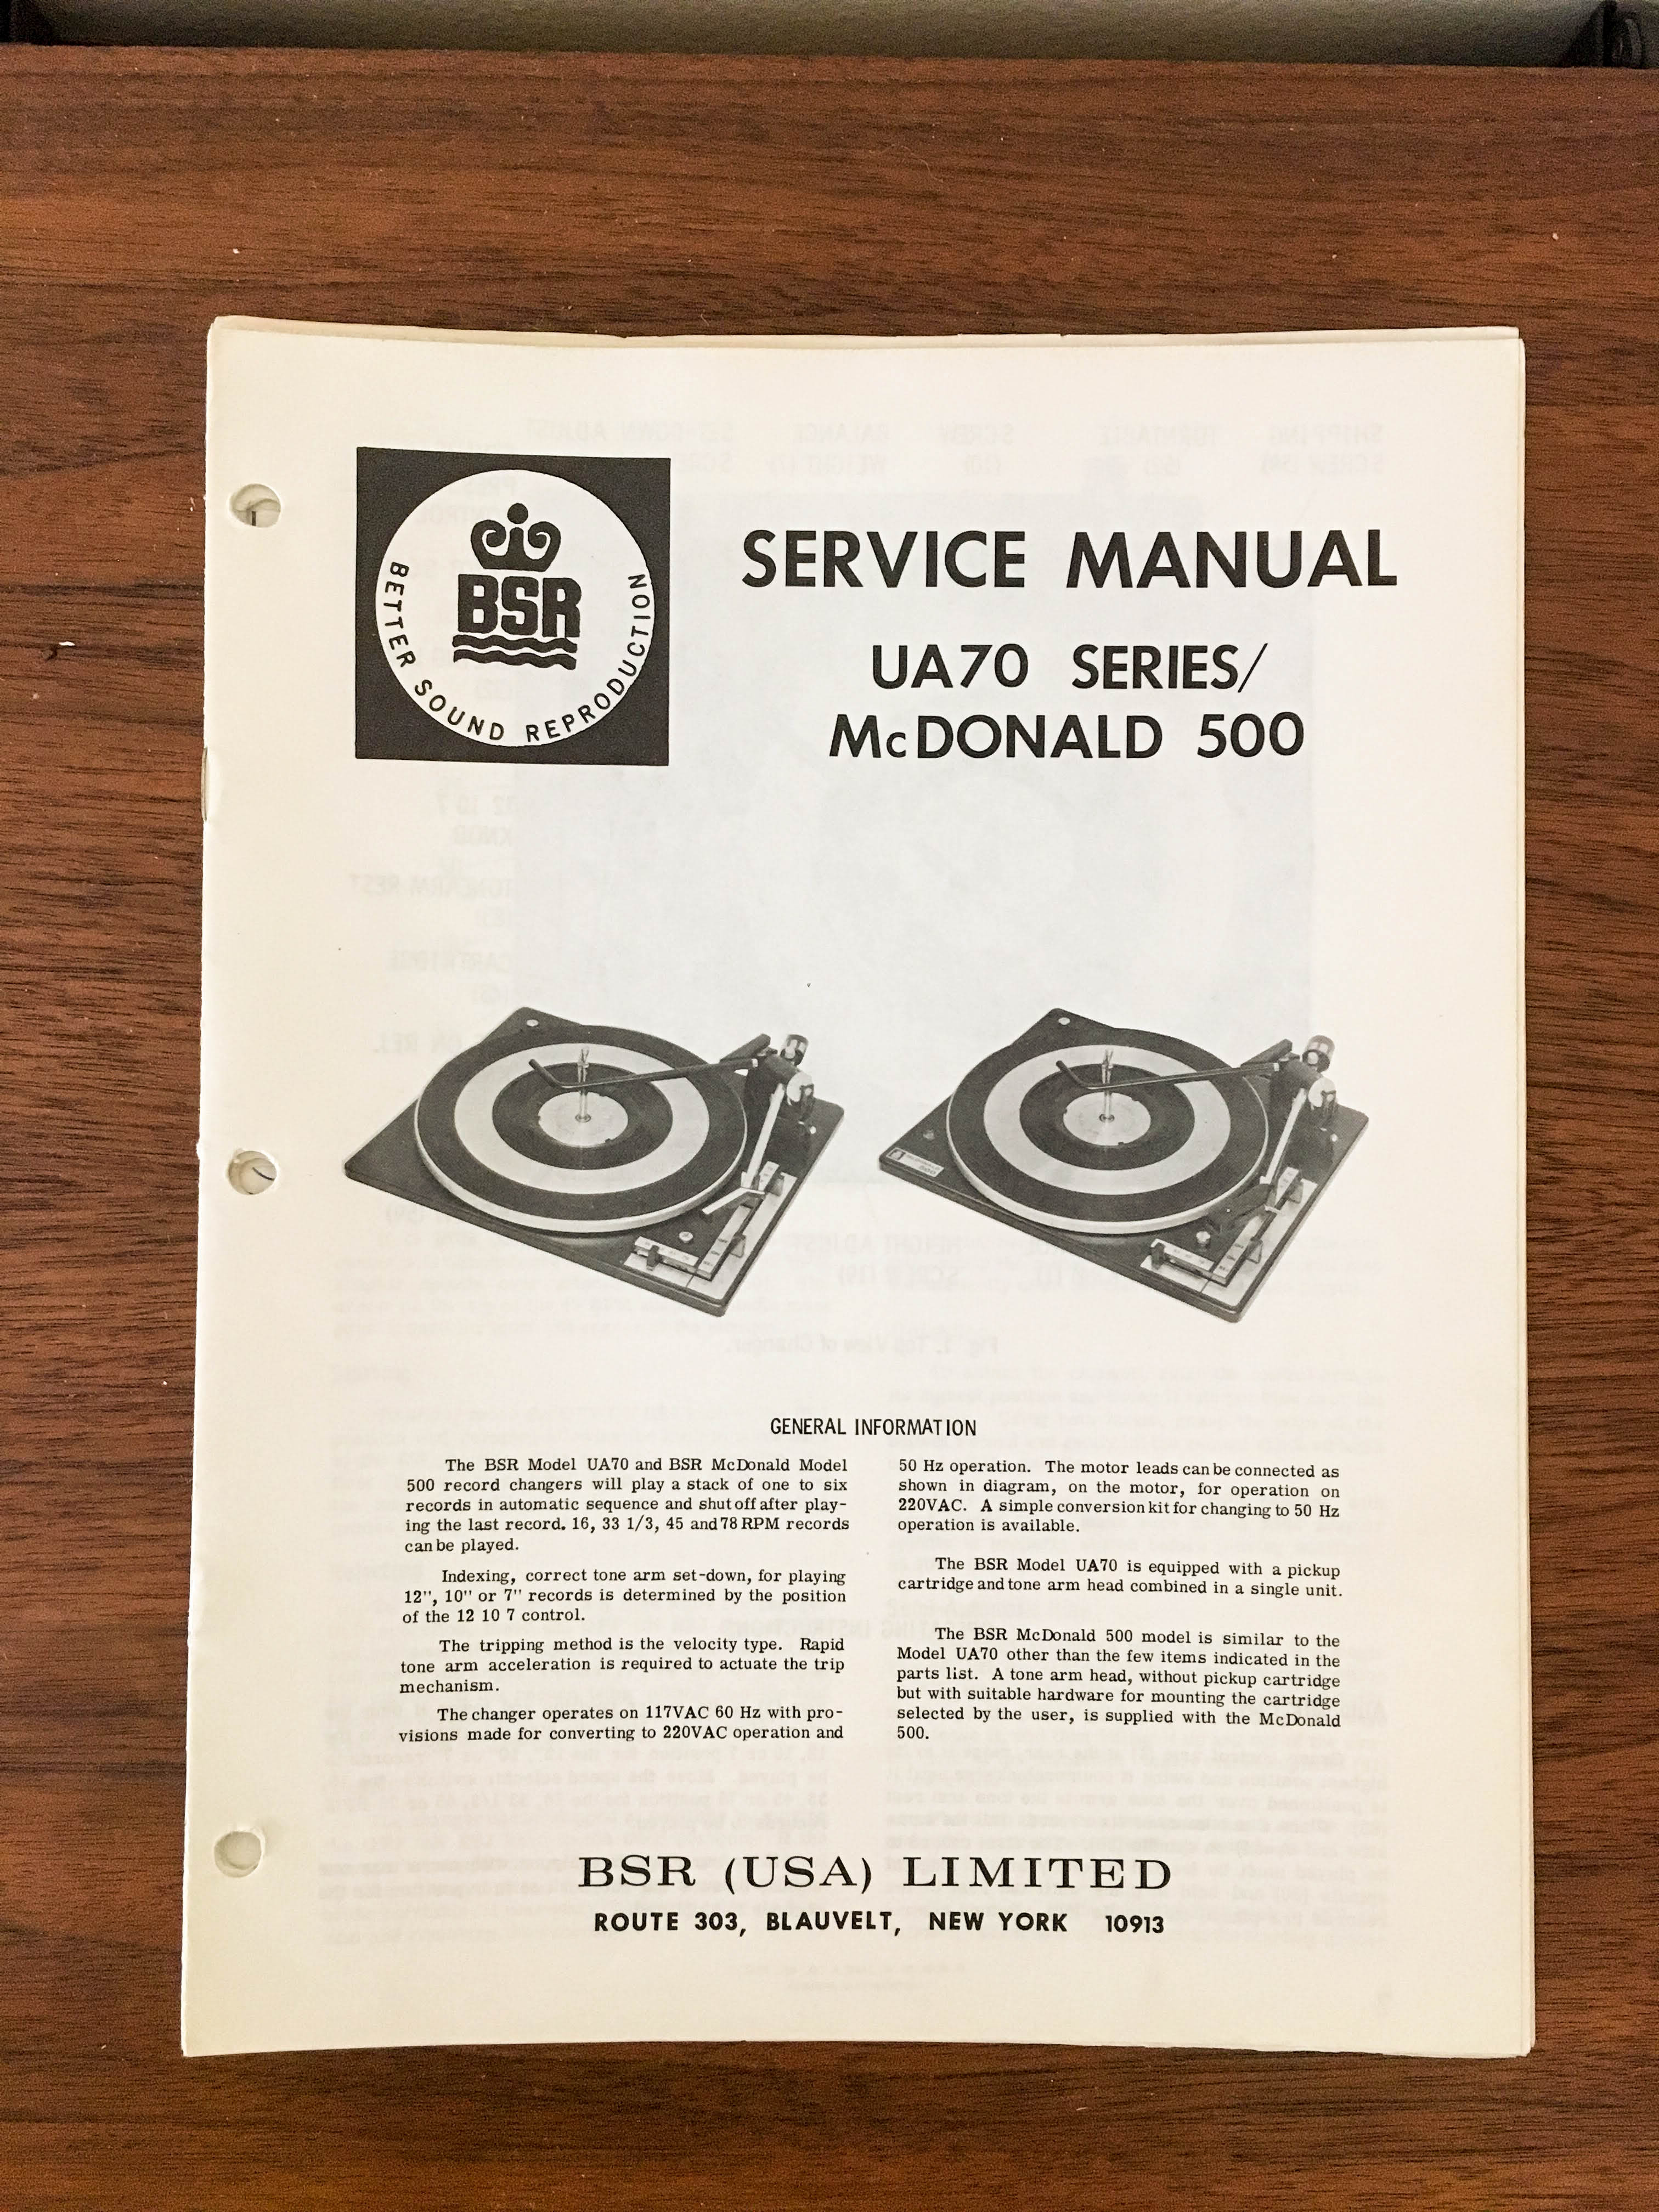 BSR
BETTER SOUND REPRODUCTION
SERVICE MANUAL
UA70 SERIES/
McDONALD 500
500
GENERAL INFORMATION
The BSR Model UA70 and BSR McDonald Model
500 record changers will play a stack of one to six
records in automatic sequence and shut off after play-
ing the last record. 16, 33 1/3, 45 and 78 RPM records
can be played.
Indexing, correct tone arm set-down, for playing
12", 10" or 7" records is determined by the position
of the 12 10 7 control.
The tripping method is the velocity type. Rapid
tone arm acceleration is required to actuate the trip
mechanism.
The changer operates on 117VAC 60 Hz with pro-
visions made for converting to 220VAC operation and
50 Hz operation. The motor leads can be connected as
shown in diagram, on the motor, for operation on
220VAC. A simple conversion kit for changing to 50 Hz
operation is available.
The BSR Model UA70 is equipped with a pickup
cartridge and tone arm head combined in a single unit.
The BSR McDonald 500 model is similar to the
Model UA70 other than the few items indicated in the
parts list. A tone arm head, without pickup cartridge
but with suitable hardware for mounting the cartridge
selected by the user, is supplied with the McDonald
500.
BSR (USA) LIMITED
ROUTE 303, BLAUVELT, NEW YORK 10913